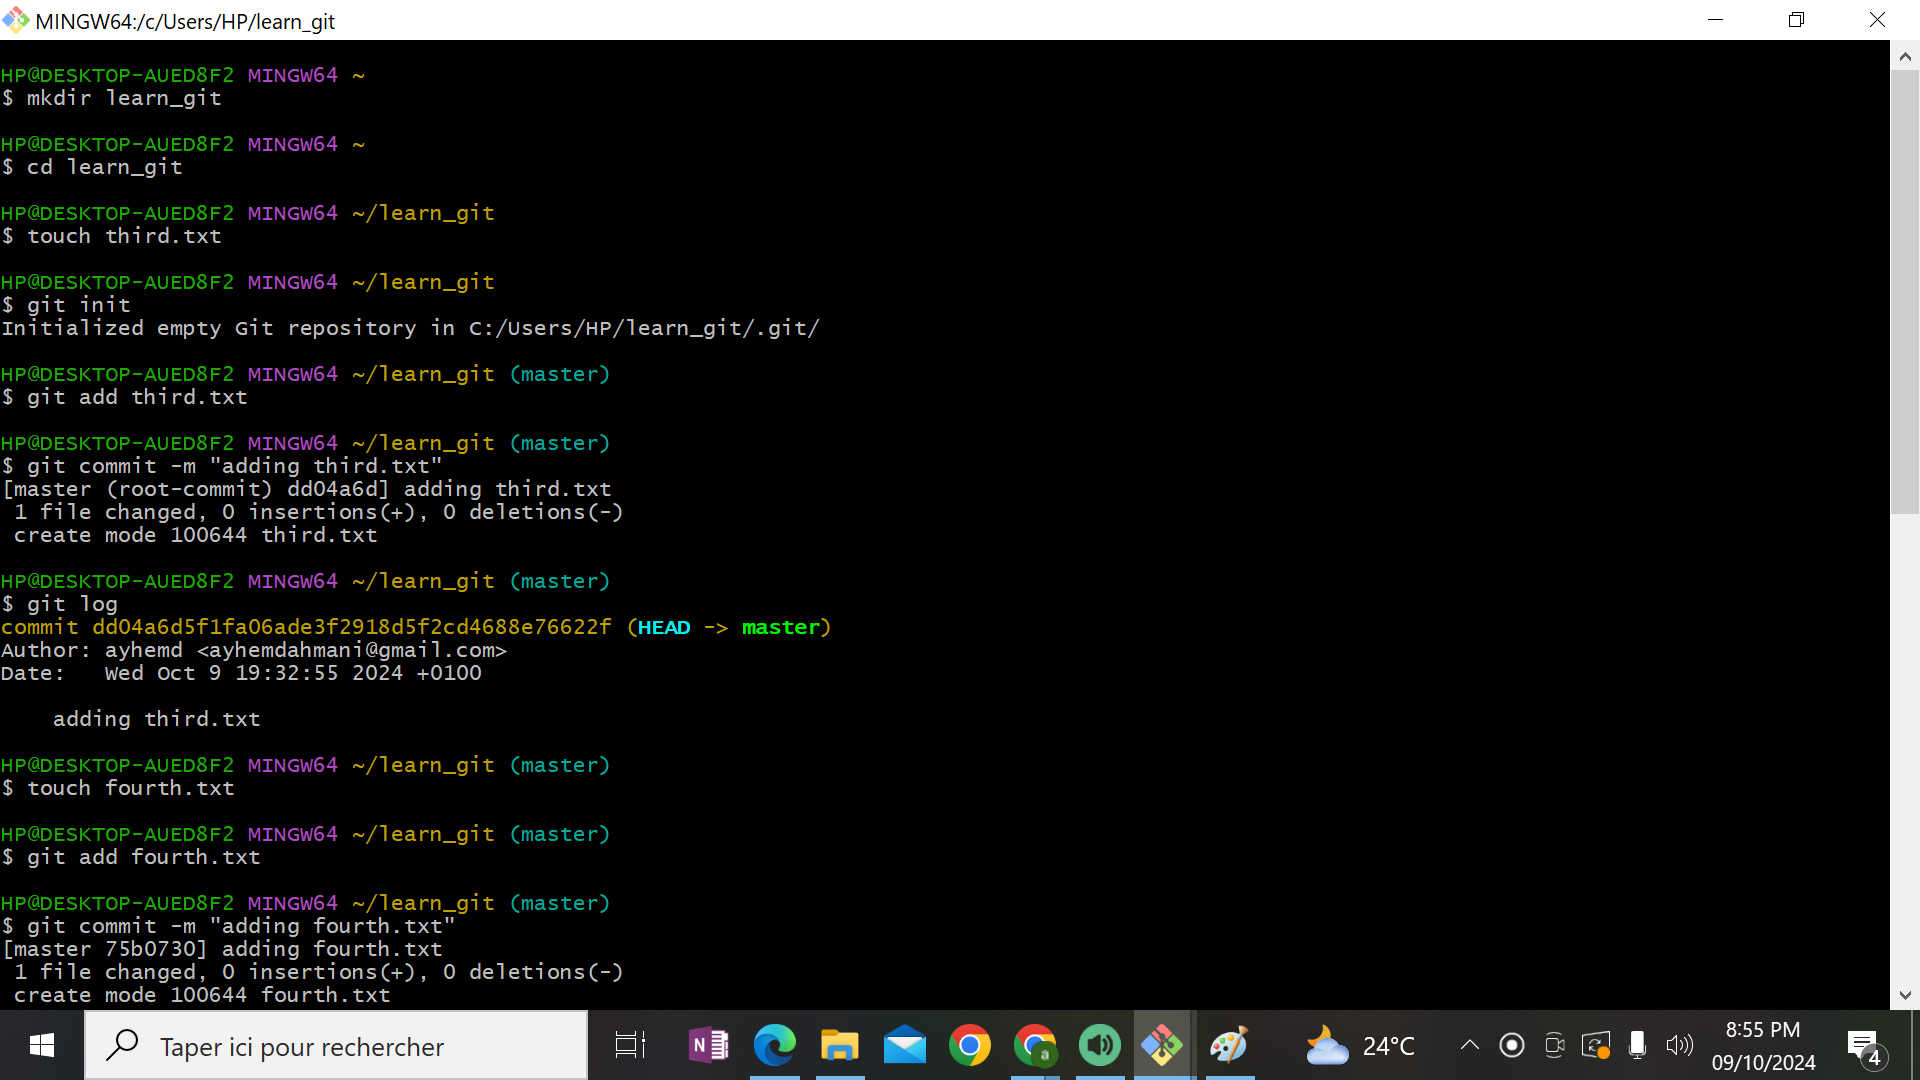 MINGW64:/c/Users/HP/learn_git
HP@DESKTOP-AUED8F2 MINGW64 ~
$ mkdir learn_git
HP@DESKTOP-AUED8F2 MINGW64 ~
$ cd learn_git
HP@DESKTOP-AUED8F2 MINGW64 ~/learn_git
$ touch third.txt
HP@DESKTOP-AUED8F2 MINGW64 ~/learn_git
$ git init
Initialized empty Git repository in C:/Users/HP/learn_git/.git/
HP@DESKTOP-AUED8F2 MINGW64 ~/learn_git (master)
$ git add third.txt
HP@DESKTOP-AUED8F2 MINGW64 ~/learn_git (master)
$ git commit -m "adding third.txt"
[master (root-commit) dd04a6d] adding third.txt
1 file changed, 0 insertions(+), 0 deletions(-)
create mode 100644 third.txt
HP@DESKTOP-AUED8F2 MINGW64 ~/learn_git (master)
$ git log
commit dd04a6d5f1fa06ade3f2918d5f2cd4688e76622f (HEAD -> master)
Author: ayhemd <ayhemdahmani@gmail.com>
Date:   Wed Oct 9 19:32:55 2024 +0100
adding third.txt
HP@DESKTOP-AUED8F2 MINGW64 ~/learn_git (master)
$ touch fourth.txt
HP@DESKTOP-AUED8F2 MINGW64 ~/learn_git (master)
$ git add fourth.txt
HP@DESKTOP-AUED8F2 MINGW64 ~/learn_git (master)
$ git commit -m "adding fourth.txt"
[master 75b0730] adding fourth.txt
1 file changed, 0 insertions(+), 0 deletions(-)
create mode 100644 fourth.txt
Taper ici pour rechercher
N
a
24°C
8:55 PM
09/10/2024
4